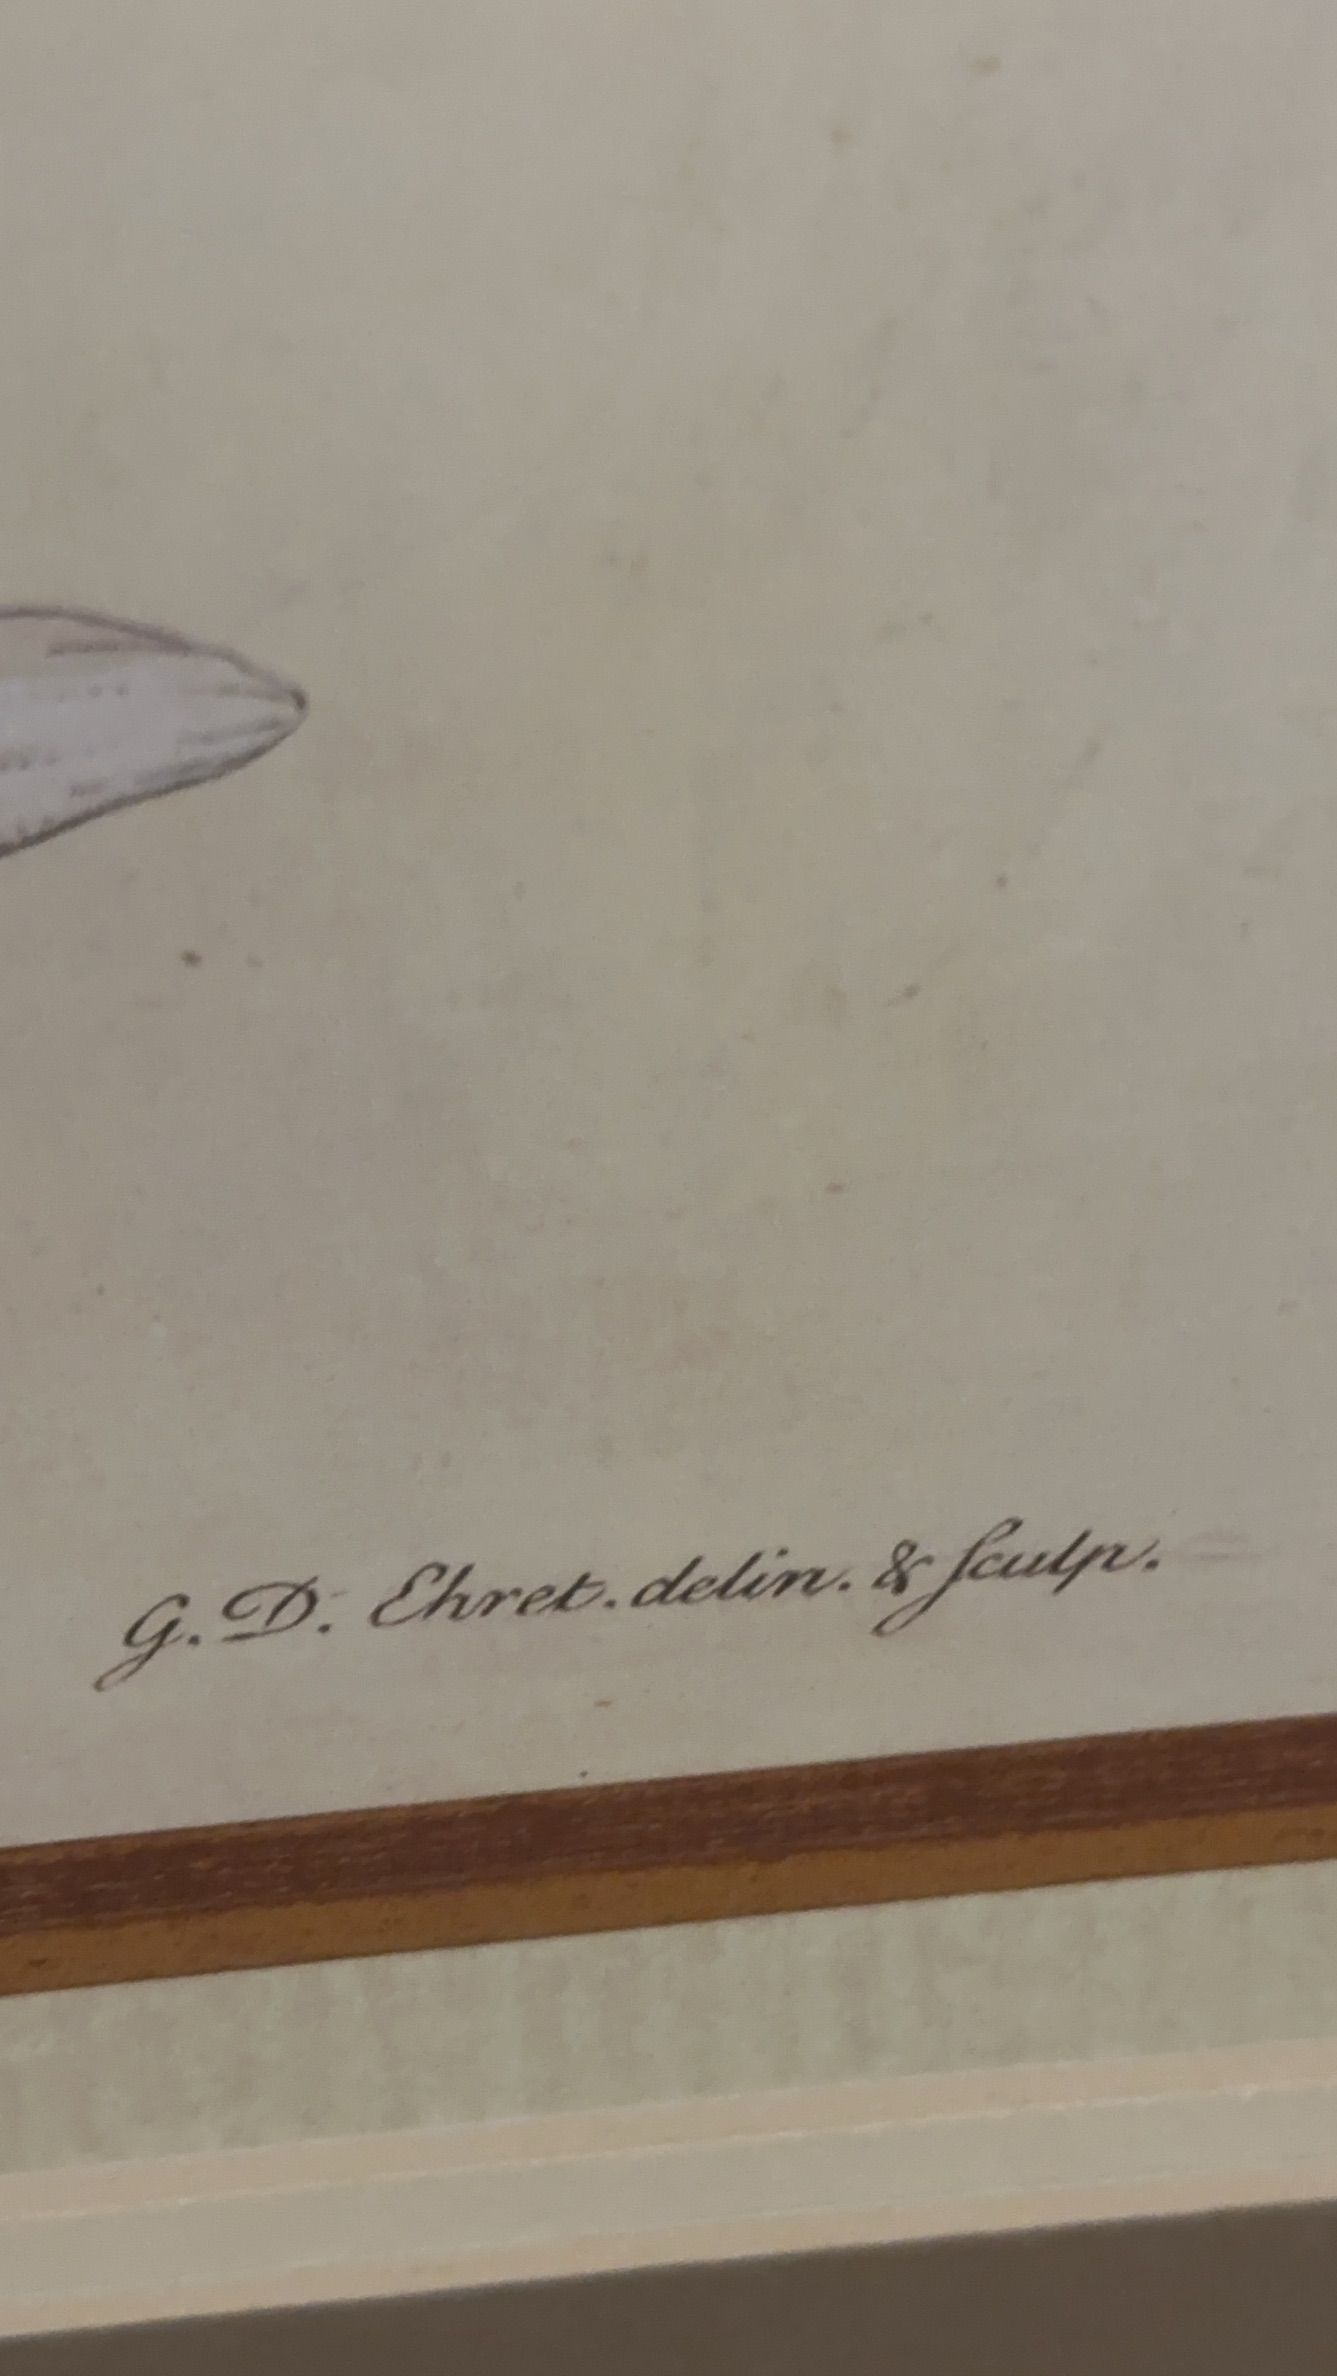 G. D. Ehret. delin. & ſculp.